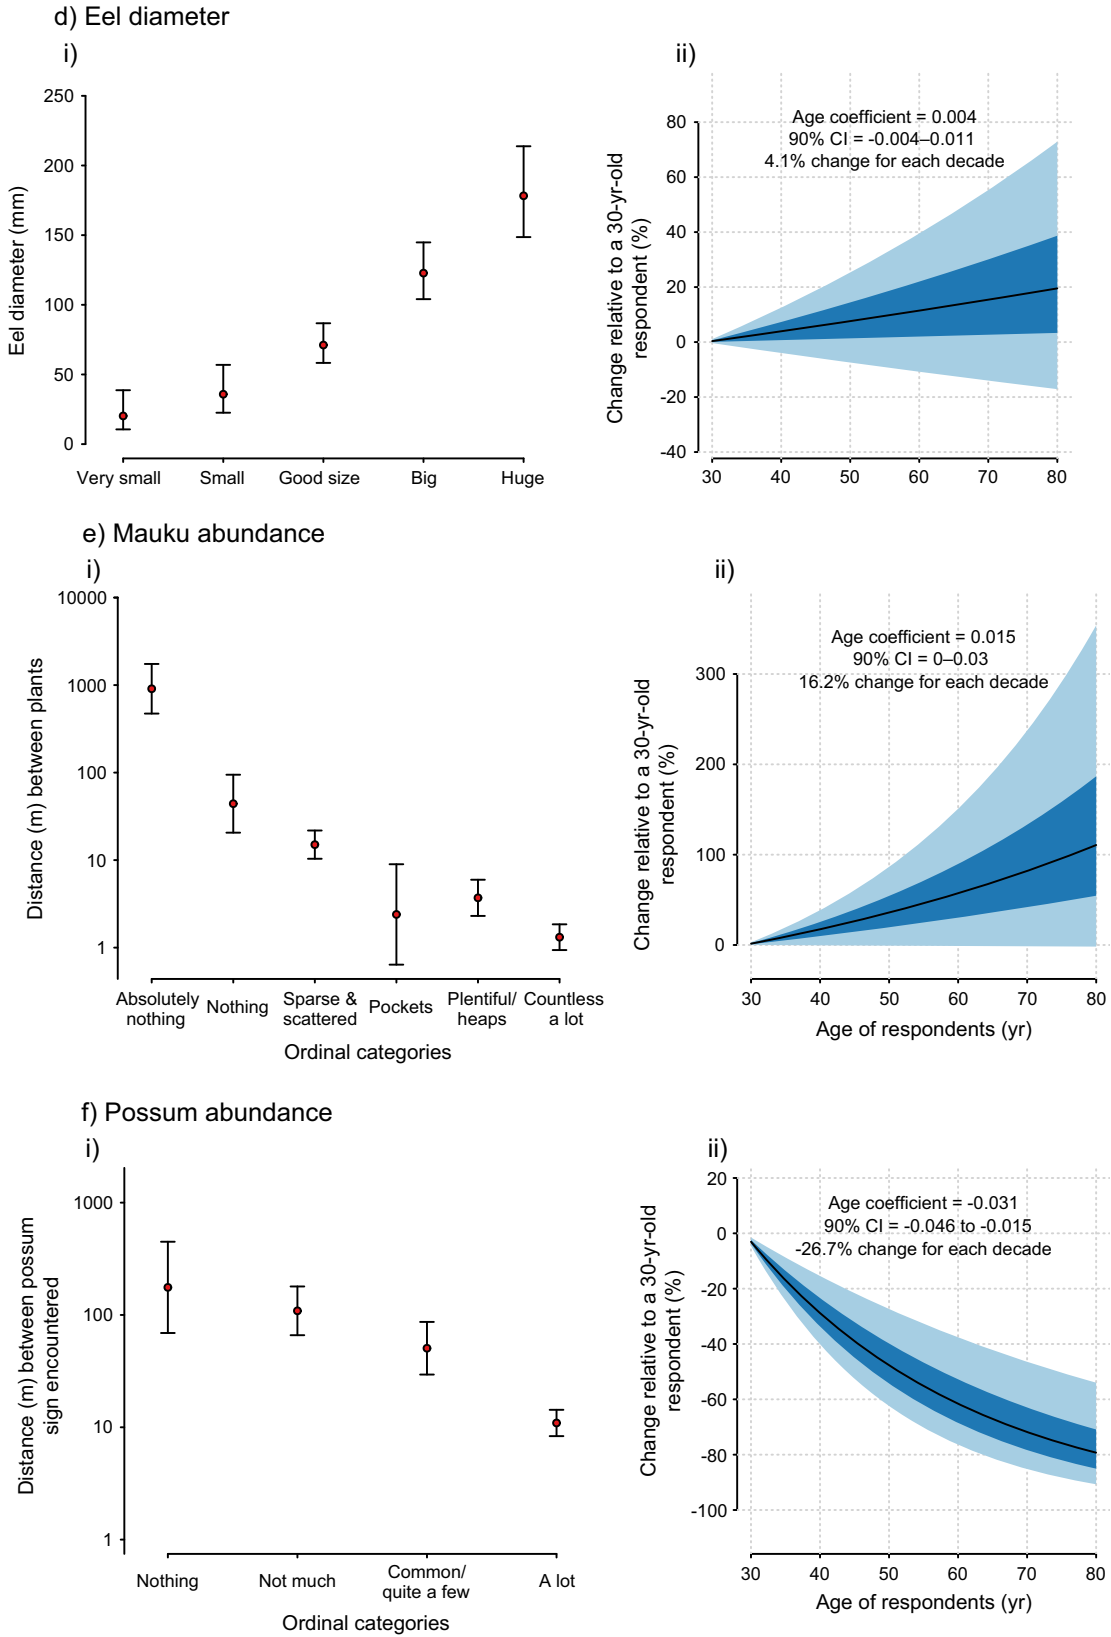 d) Eel diameter
i)
Eel diameter (mm)
250
200
150
100
50
0
Very small
Small
Good size
Big
Huge
ii)
Change relative to a 30-yr-old
respondent (%)
Age coefficient = 0.004
90% CI = -0.004–0.011
4.1% change for each decade
80
60
40
20
0
-20
-40
30
40
50
60
70
80
e) Mauku abundance
i)
Distance (m) between plants
10000
1000
100
10
1
Absolutely
nothing
Nothing
Sparse &
scattered
Pockets
Plentiful/
heaps
Countless
a lot
Ordinal categories
ii)
Change relative to a 30-yr-old
respondent (%)
Age coefficient = 0.015
90% CI = 0–0.03
16.2% change for each decade
300
200
100
0
30
40
50
60
70
80
Age of respondents (yr)
f) Possum abundance
i)
Distance (m) between possum
sign encountered
1000
100
10
1
Nothing
Not much
Common/
quite a few
A lot
Ordinal categories
ii)
Change relative to a 30-yr-old
respondent (%)
Age coefficient = -0.031
90% CI = -0.046 to -0.015
-26.7% change for each decade
20
0
-20
-40
-60
-80
-100
30
40
50
60
70
80
Age of respondents (yr)